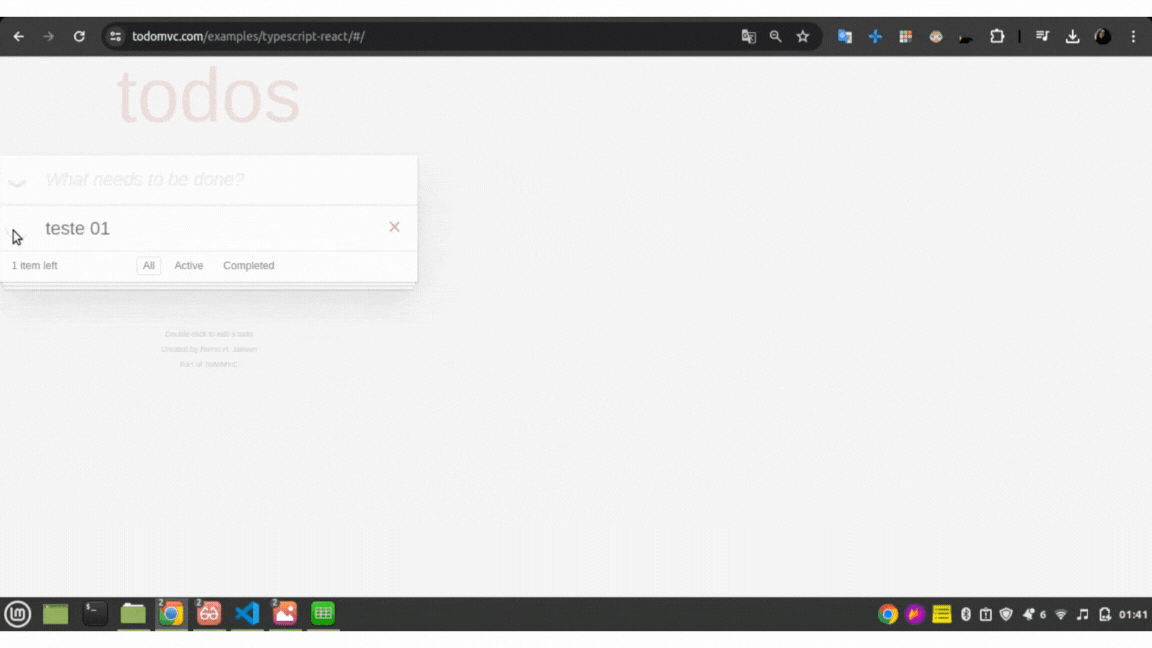 todomvc.com/examples/typescript-react/#/
todos
What needs to be done?
teste 01
1 item left
All
Active
Completed
Double-click to edit a todo
Created by Remo H. Jansen
Part of TodoMVC
2
2
2
6
01:41